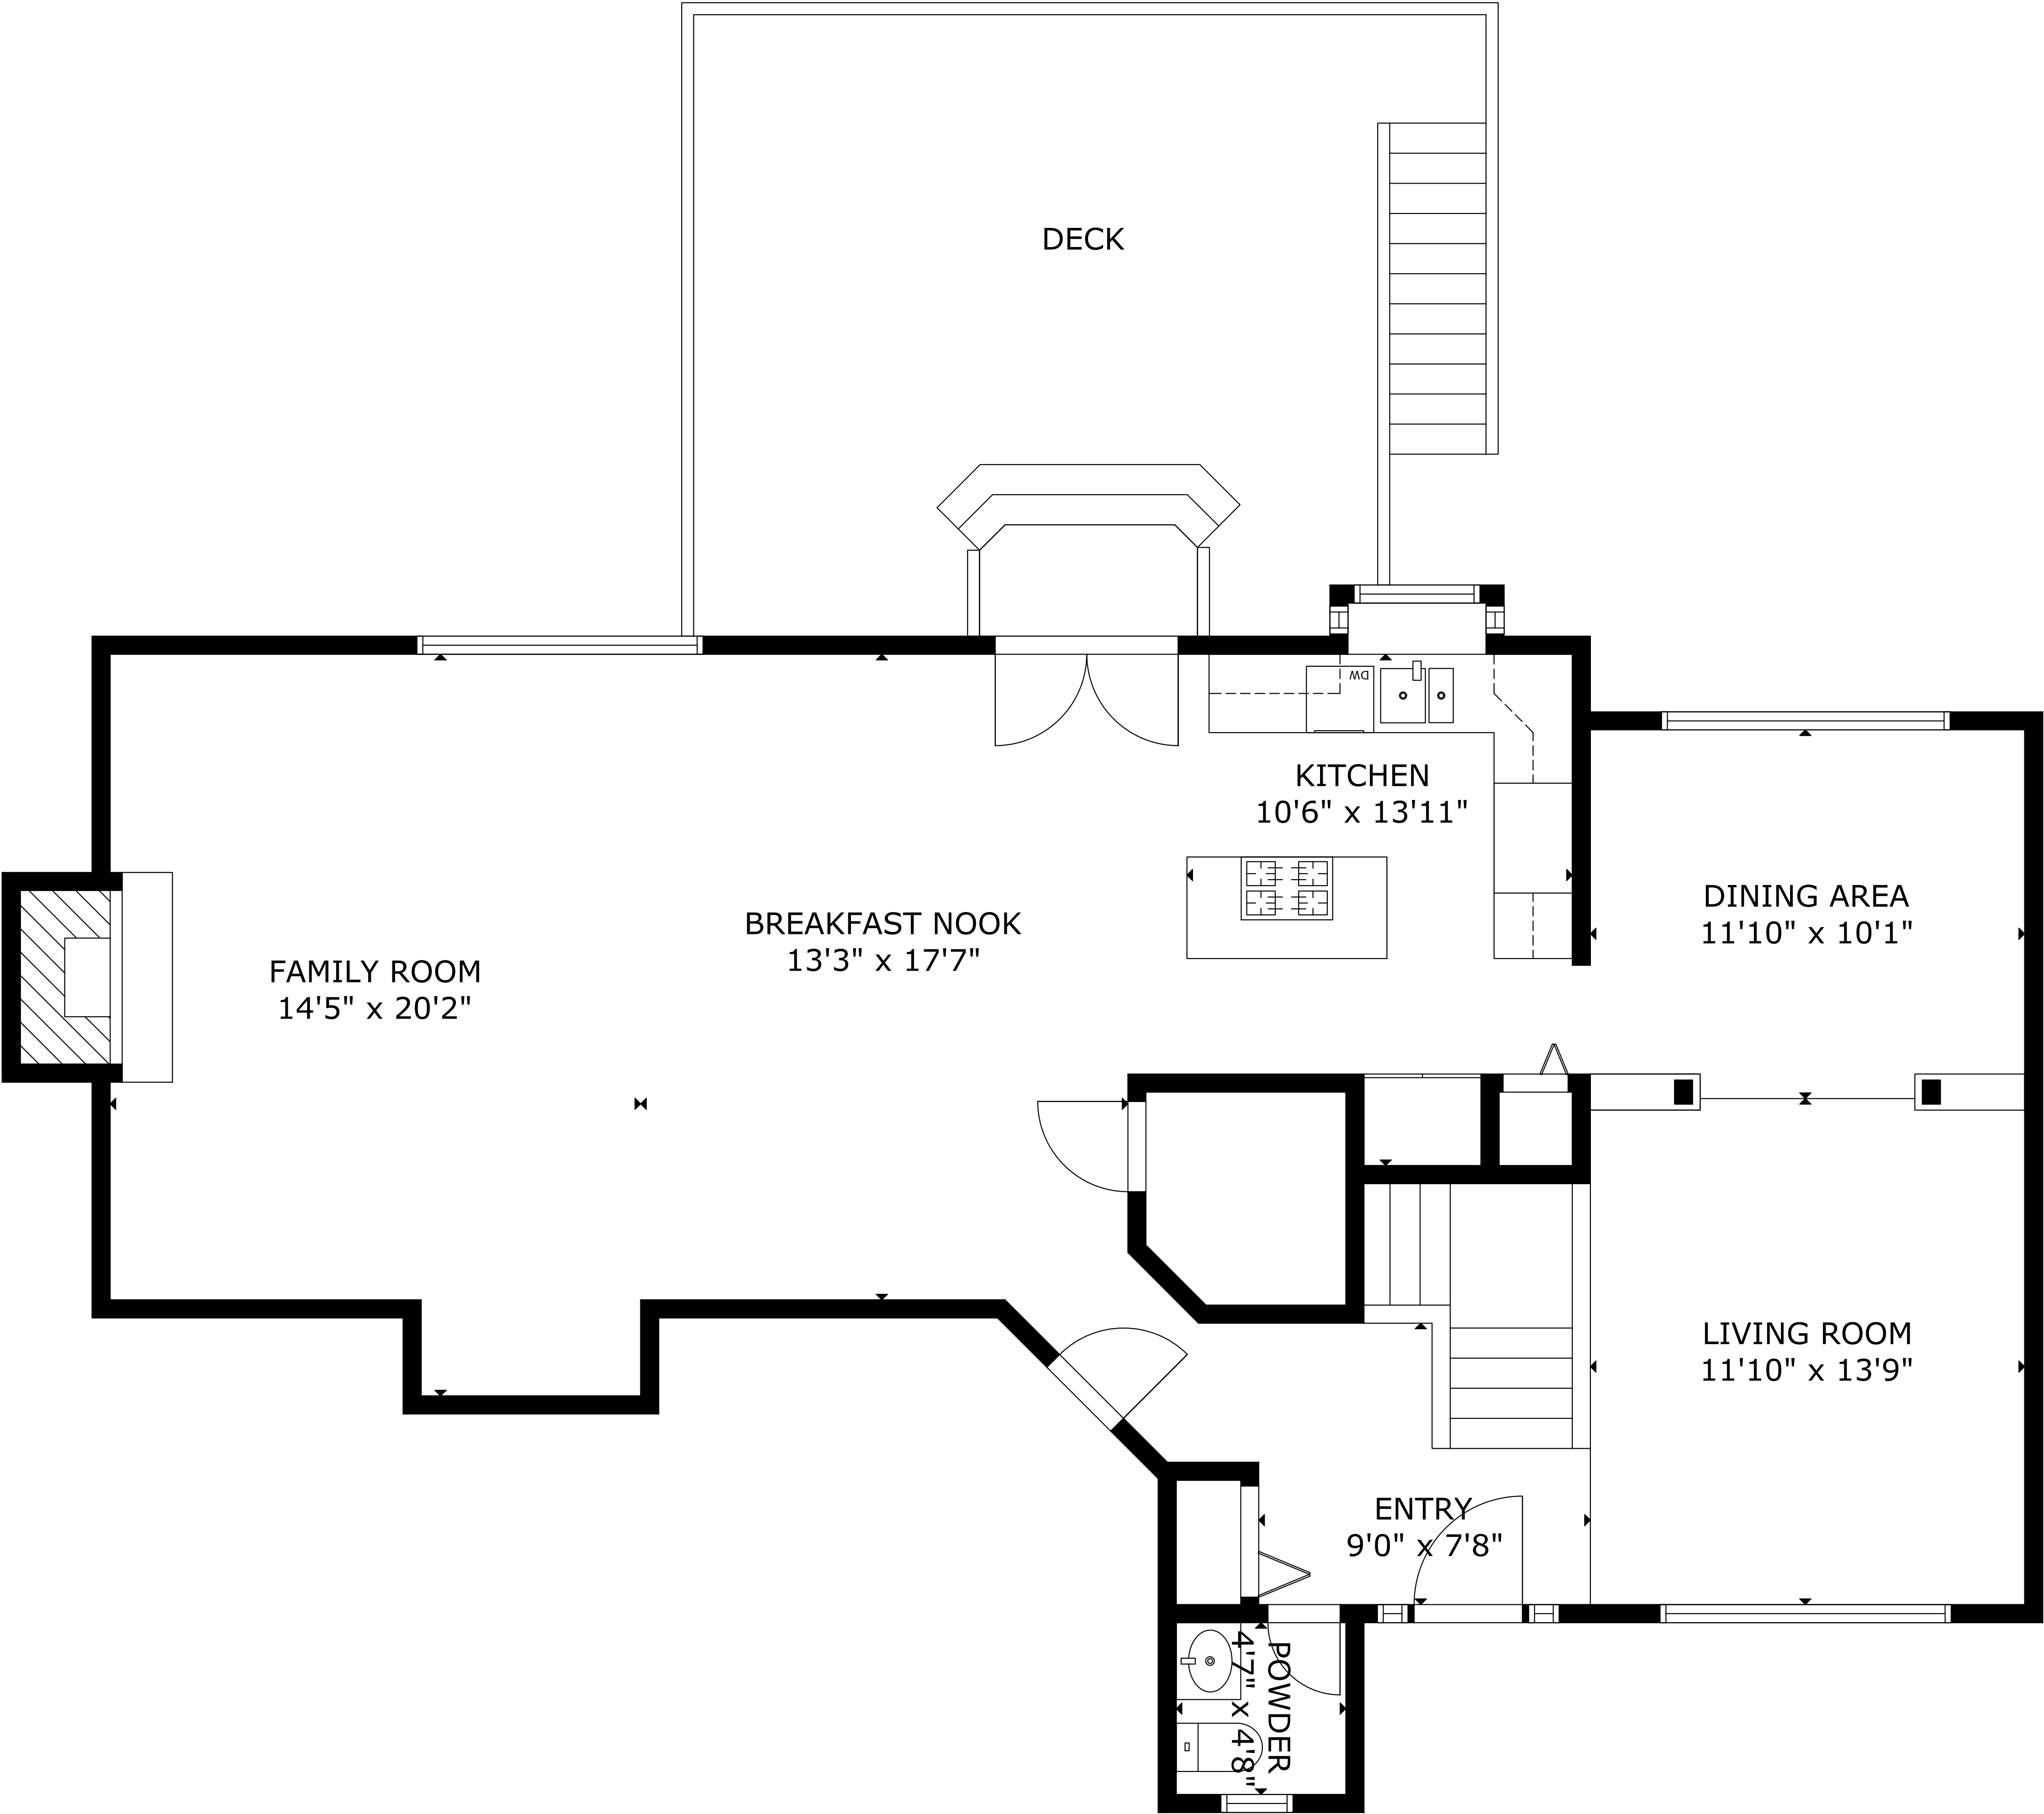 DECK
DW
KITCHEN
10'6" x 13'11"
DINING AREA
11'10" x 10'1"
BREAKFAST NOOK
13'3" x 17'7"
FAMILY ROOM
14'5" x 20'2"
LIVING ROOM
11'10" x 13'9"
ENTRY
9'0" x 7'8"
POWDER
4'7" x 4'8"